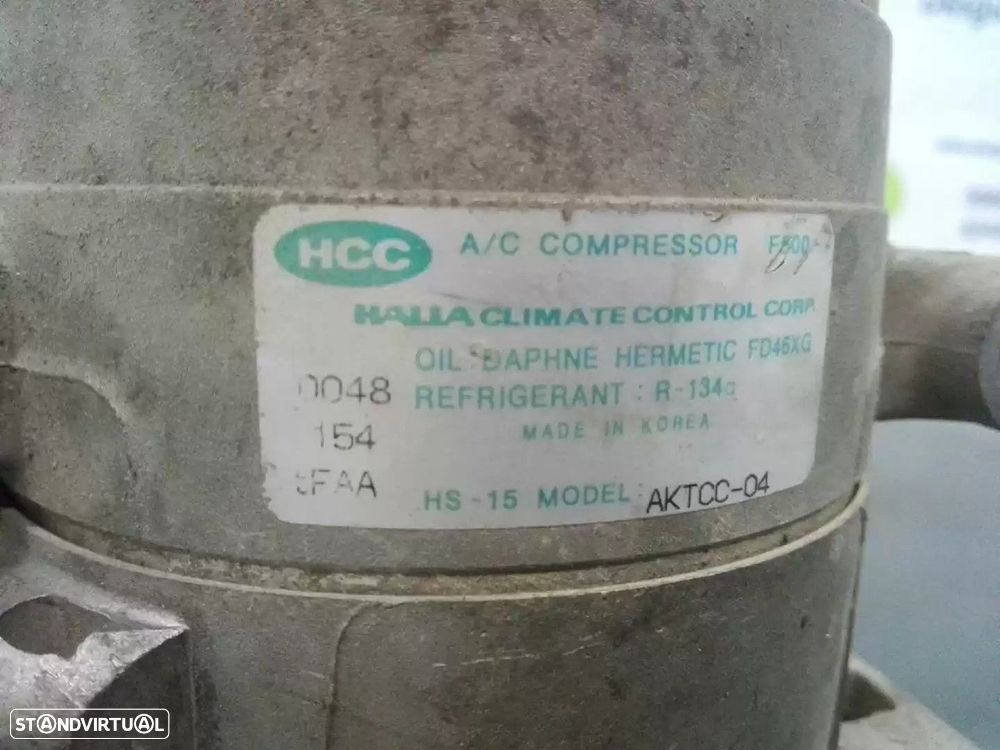 HCC A/C COMPRESSOR
HALLA CLIMATE CONTROL CORP.
OIL : DAPHNE HERMETIC FD46XG
0048 REFRIGERANT : R-134a
154 MADE IN KOREA
FAA HS-15 MODEL : AKTCC-04
STANDVIRTUAL